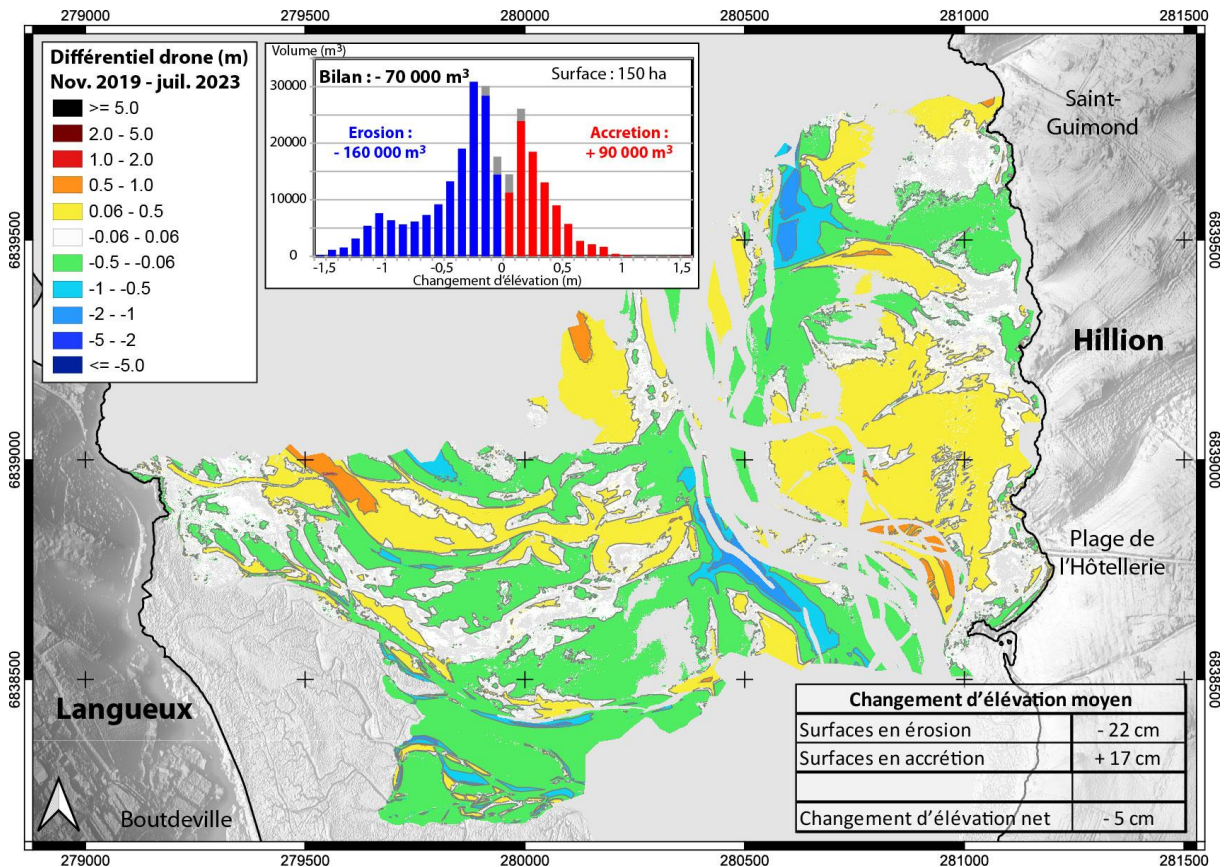 279000 279500 280000 280500 281000 281500
Différentiel drone (m)
Nov. 2019 - juil. 2023
>= 5.0
2.0 - 5.0
1.0 - 2.0
0.5 - 1.0
0.06 - 0.5
-0.06 - 0.06
-0.5 - -0.06
-1 - -0.5
-2 - -1
-5 - -2
<= -5.0
Volume (m³)
30000
20000
10000
0
Bilan : - 70 000 m³
Surface : 150 ha
Erosion :
- 160 000 m³
Accretion :
+ 90 000 m³
-1,5 -1 -0,5 0 0,5 1 1,5
Changement d'élévation (m)
Saint-
Guimond
6839500
6839500
Hillion
6839000
6839000
Plage de
l'Hôtellerie
6838500
6838500
Langueux
Boutdeville
Changement d'élévation moyen
Surfaces en érosion - 22 cm
Surfaces en accrétion + 17 cm
Changement d'élévation net - 5 cm
279000 279500 280000 280500 281000 281500